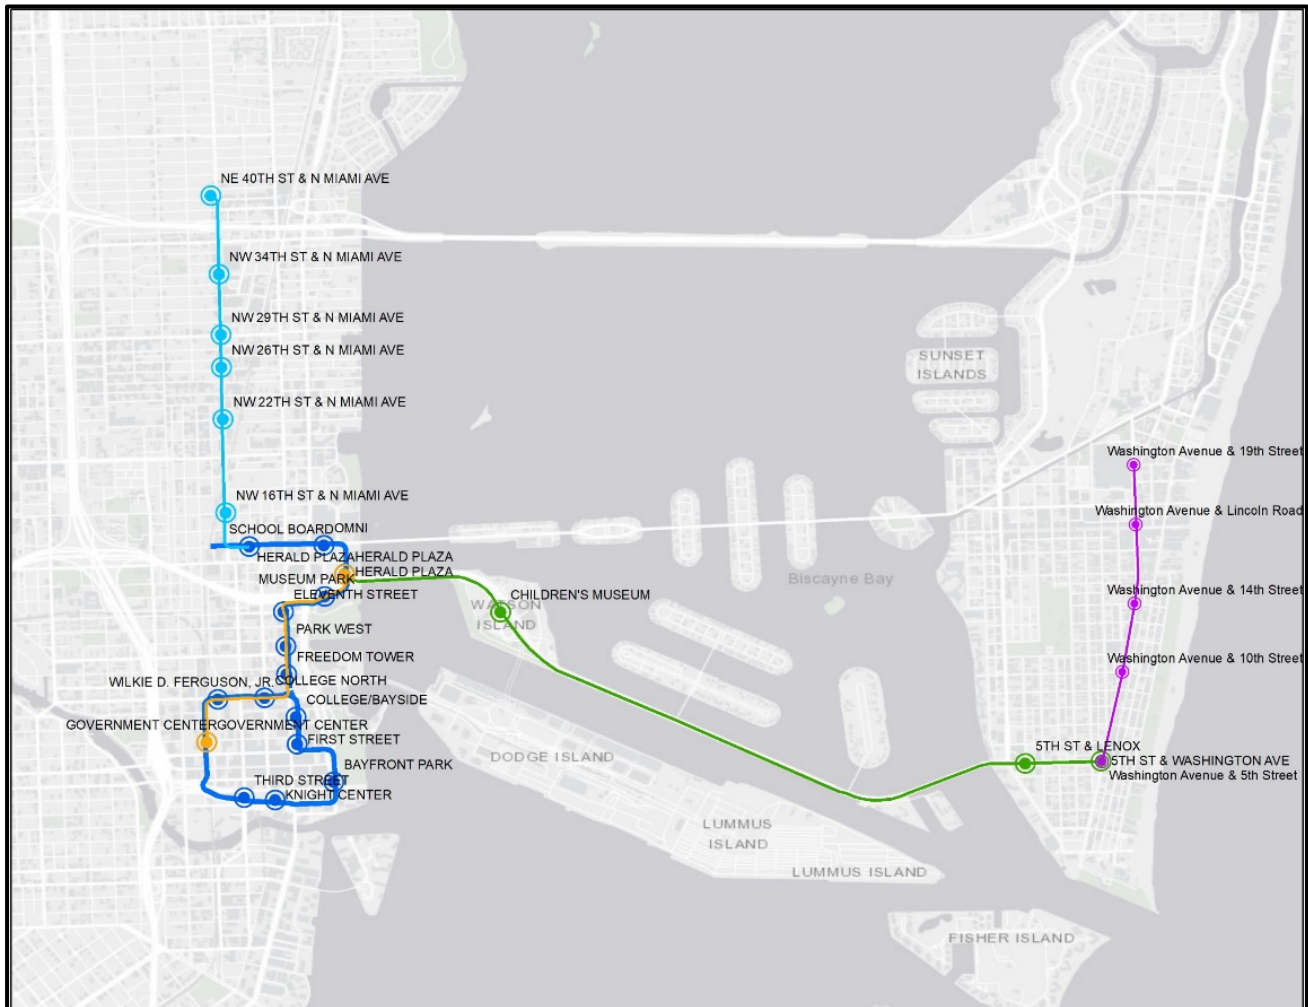 NE 40TH ST & N MIAMI AVE
NW 34TH ST & N MIAMI AVE
NW 29TH ST & N MIAMI AVE
NW 26TH ST & N MIAMI AVE
SUNSET
ISLANDS
NW 22TH ST & N MIAMI AVE
Washington Avenue & 19th Street
NW 16TH ST & N MIAMI AVE
Washington Avenue & Lincoln Road
SCHOOL BOARD
OMNI
HERALD PLAZA
HERALD PLAZA
HERALD PLAZA
MUSEUM PARK
Biscayne Bay
ELEVENTH STREET
CHILDREN'S MUSEUM
WATSON
ISLAND
Washington Avenue & 14th Street
PARK WEST
FREEDOM TOWER
Washington Avenue & 10th Street
WILKIE D. FERGUSON, JR
COLLEGE NORTH
COLLEGE/BAYSIDE
GOVERNMENT CENTER
GOVERNMENT CENTER
FIRST STREET
5TH ST & LENOX
DODGE ISLAND
BAYFRONT PARK
5TH ST & WASHINGTON AVE
Washington Avenue & 5th Street
THIRD STREET
KNIGHT CENTER
LUMMUS
ISLAND
LUMMUS ISLAND
FISHER ISLAND